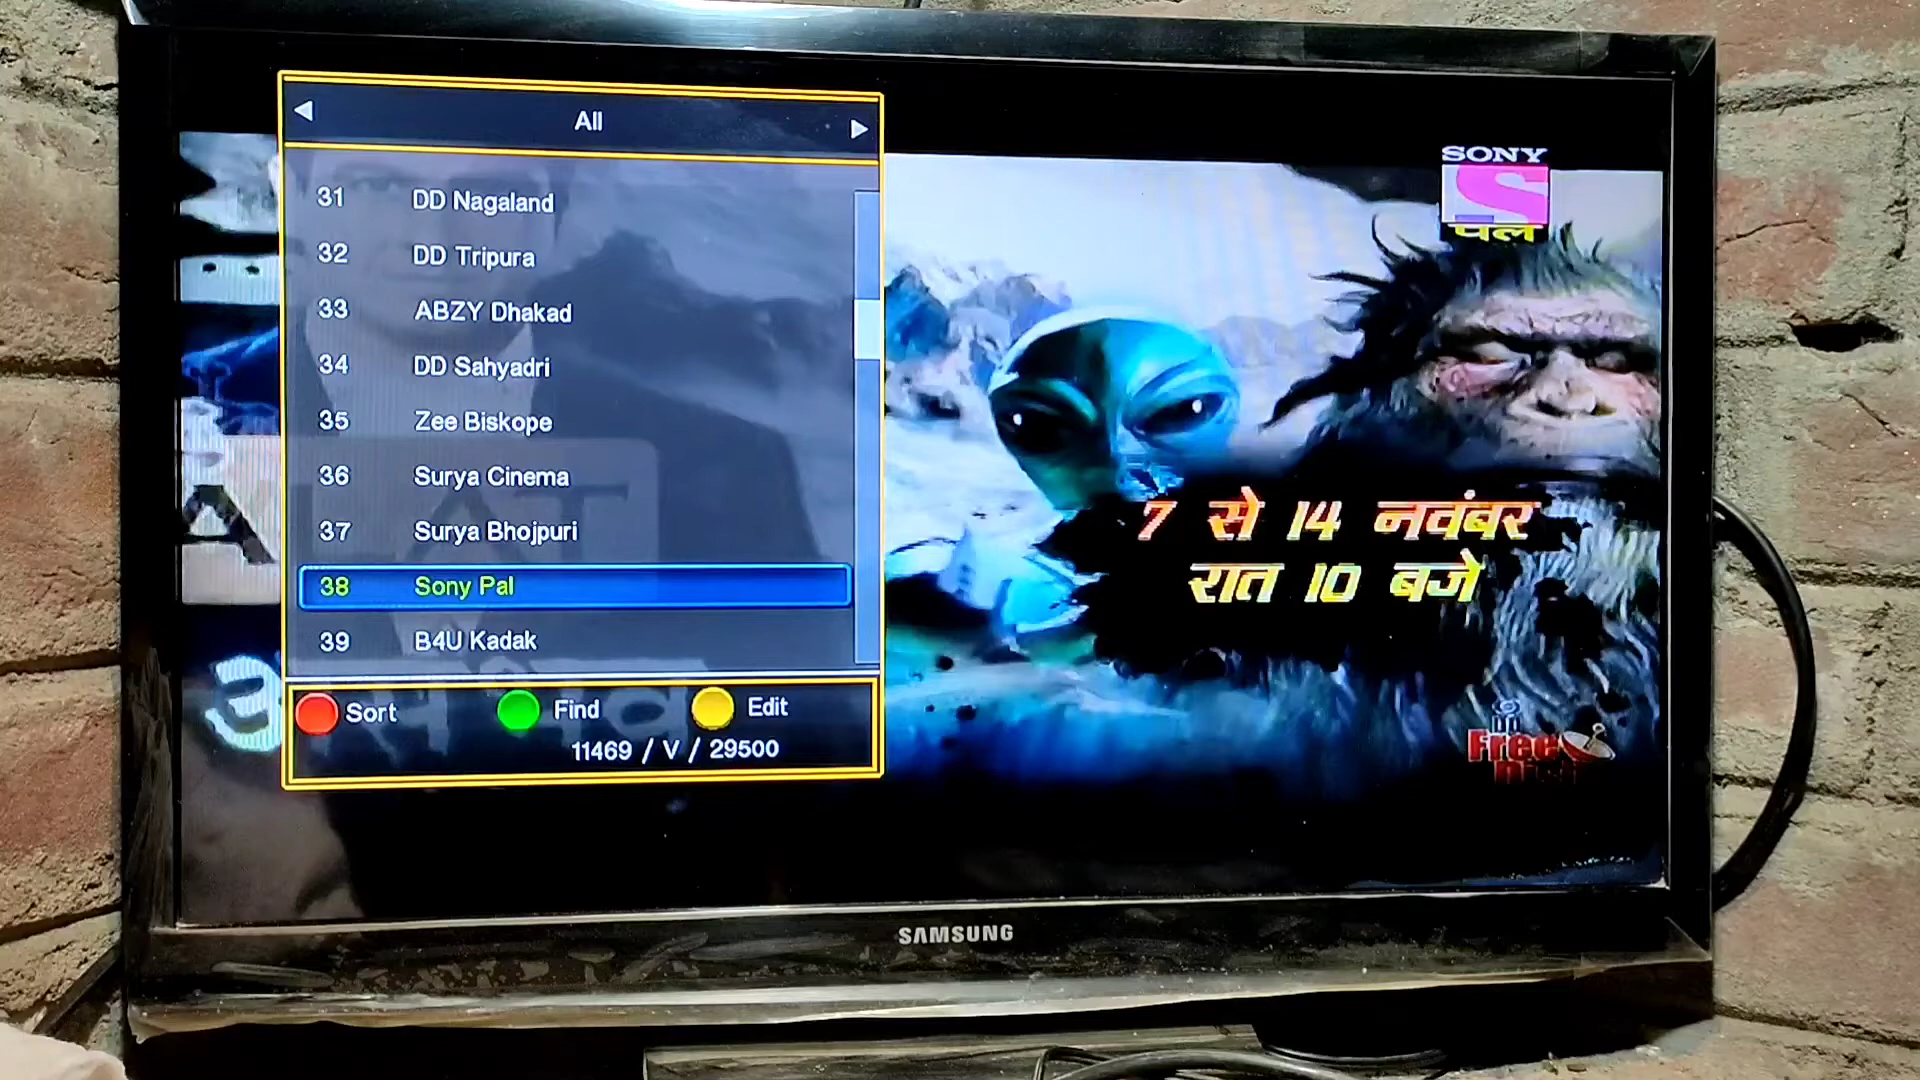 All
31 DD Nagaland
32 DD Tripura
33 ABZY Dhakad
34 DD Sahyadri
35 Zee Biskope
36 Surya Cinema
37 Surya Bhojpuri
38 Sony Pal
39 B4U Kadak
Sort Find Edit
11469 / V / 29500
SONY
S
पल
7 से 14 नवंबर
रात 10 बजे
Free
SAMSUNG